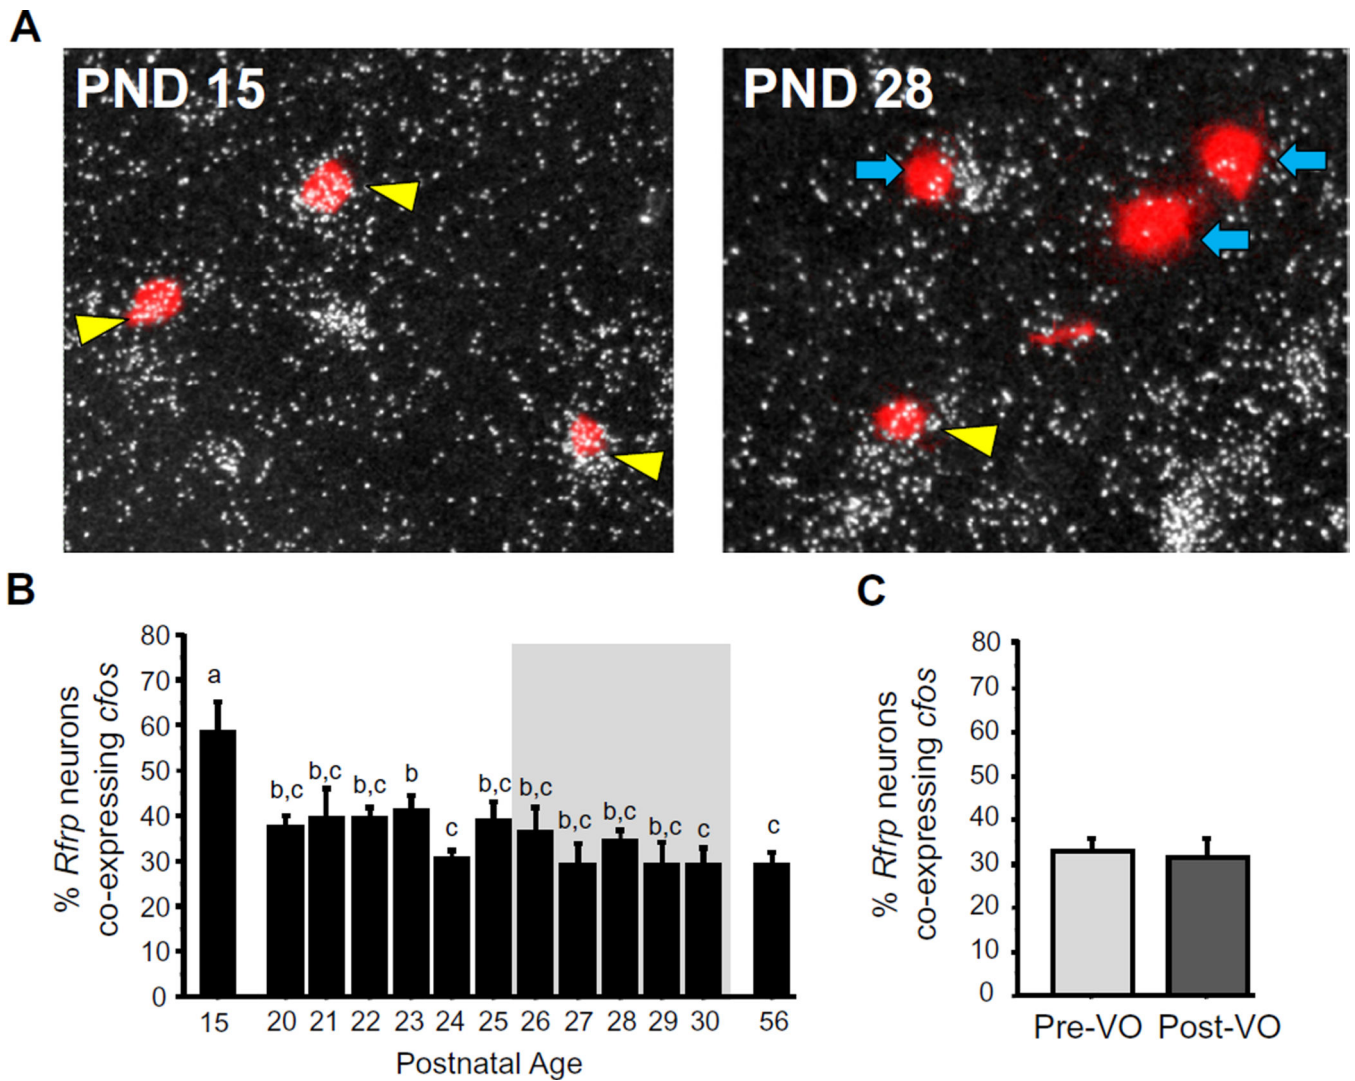 A
PND 15
PND 28
B
% Rfrp neurons
co-expressing cfos
80
70
60
50
40
30
20
10
0
a
b,c
b,c
b,c
b
c
b,c
b,c
b,c
b,c
b,c
c
c
15 20 21 22 23 24 25 26 27 28 29 30 56
Postnatal Age
C
% Rfrp neurons
co-expressing cfos
80
70
60
50
40
30
20
10
0
Pre-VO Post-VO